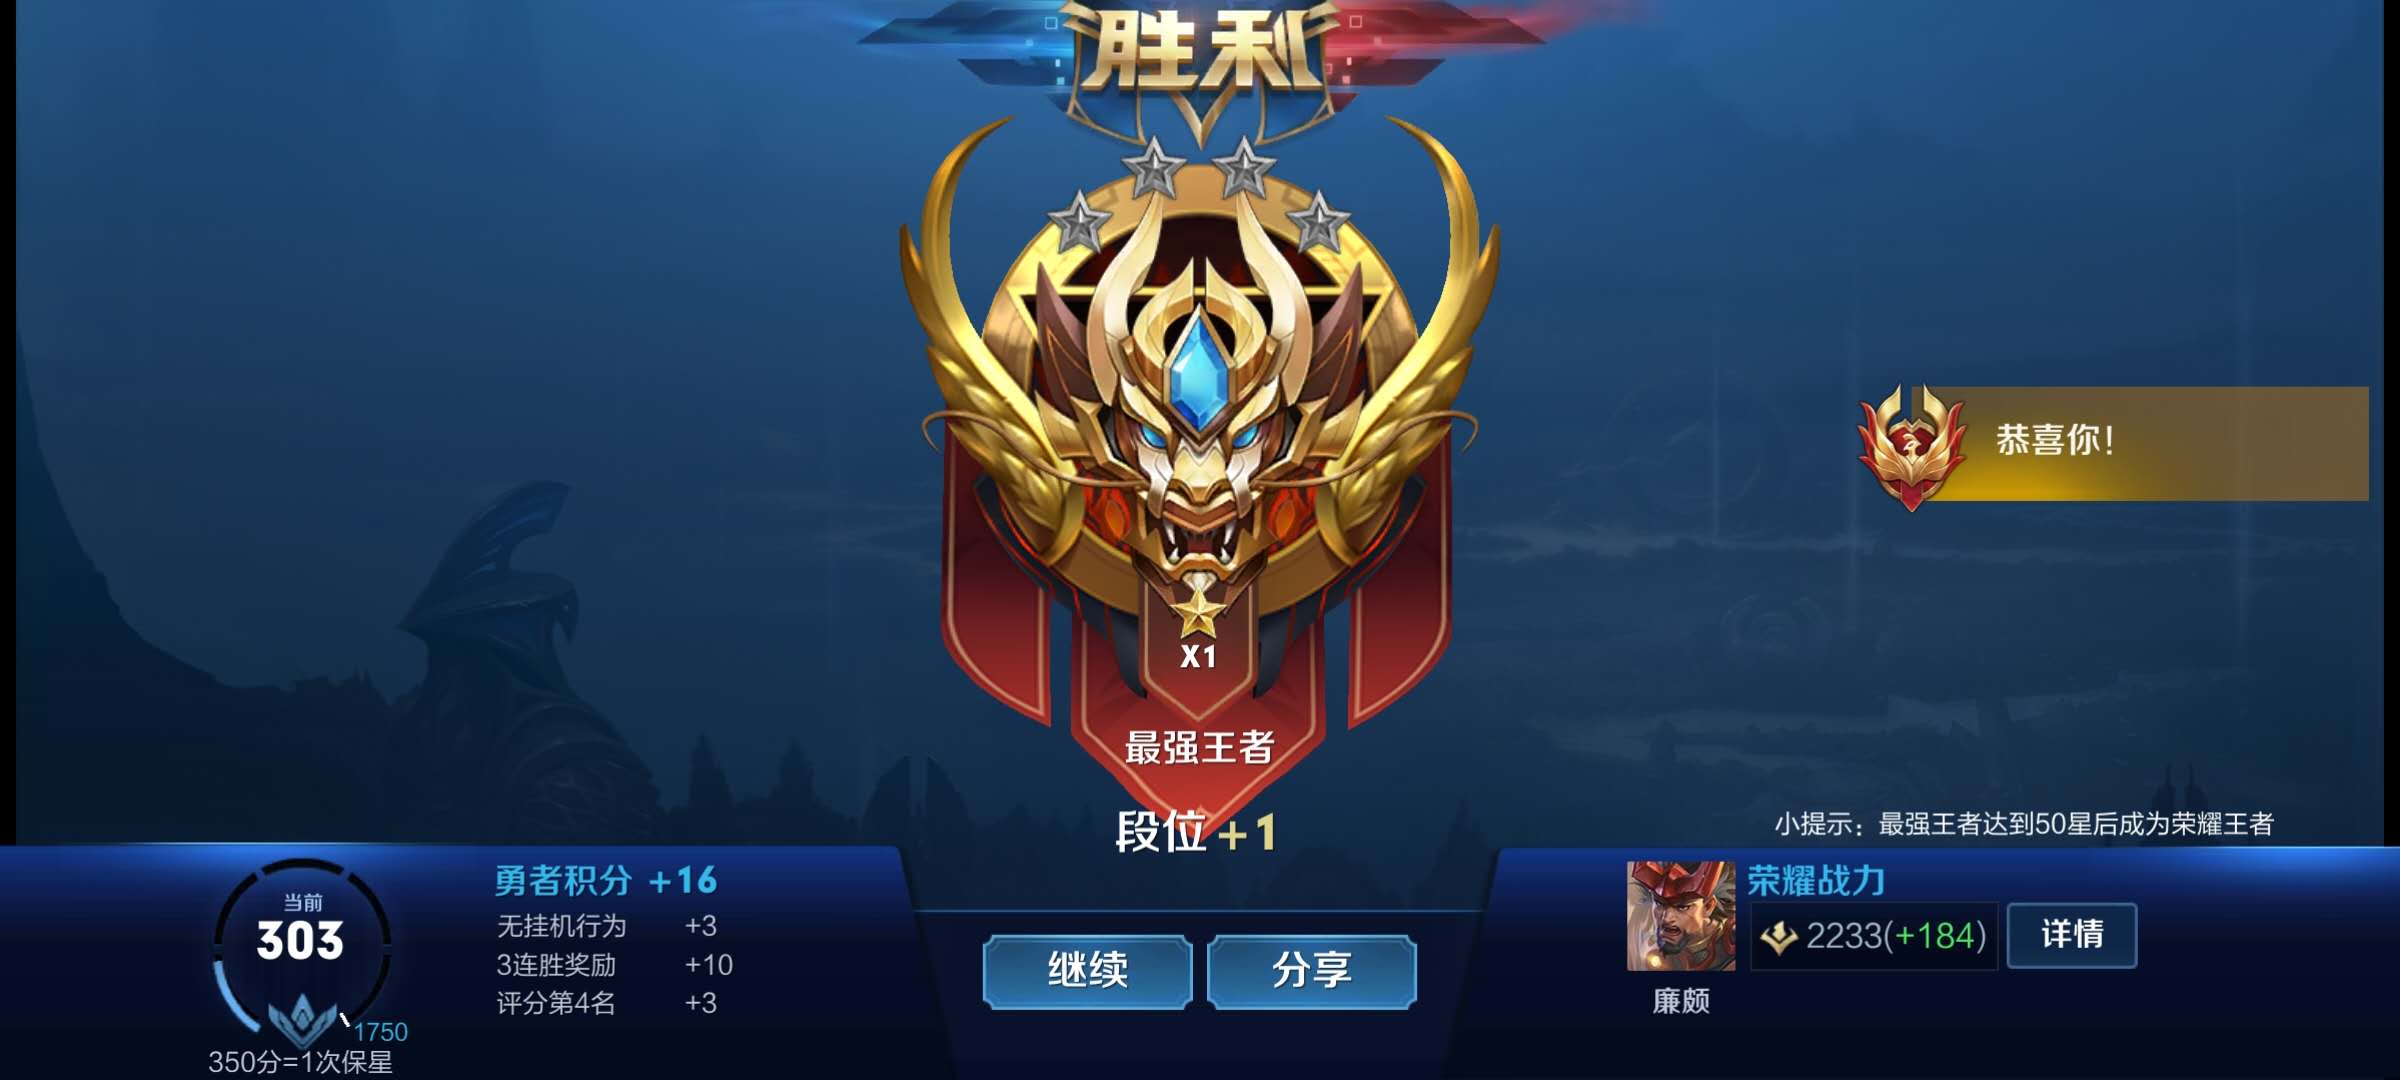 胜利
恭喜你！
X1
最强王者
段位+1
小提示：最强王者达到50星后成为荣耀王者
当前
303
1750
350分=1次保星
勇者积分 +16
无挂机行为 +3
3连胜奖励 +10
评分第4名 +3
继续
分享
荣耀战力
2233(+184)
详情
廉颇